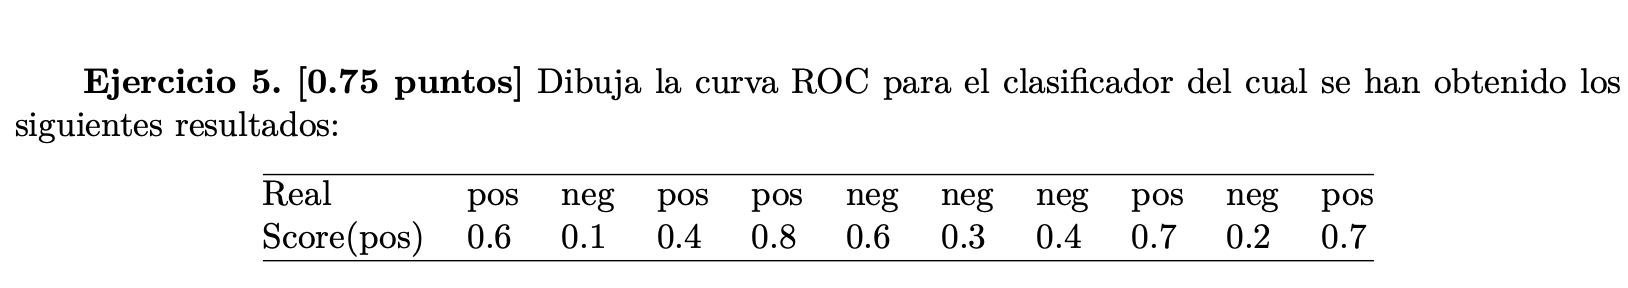 Ejercicio 5. [0.75 puntos] Dibuja la curva ROC para el clasificador del cual se han obtenido los
siguientes resultados:
Real pos neg pos pos neg neg neg pos neg pos
Score(pos) 0.6 0.1 0.4 0.8 0.6 0.3 0.4 0.7 0.2 0.7